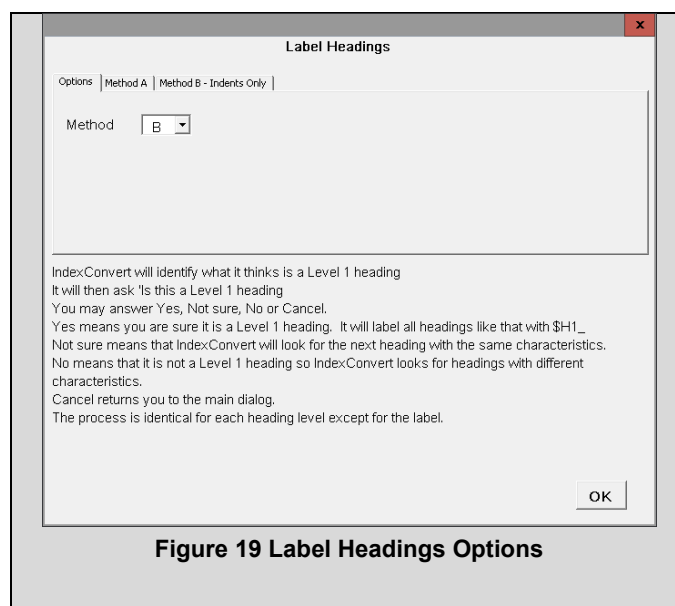 x
Label Headings
Options Method A Method B - Indents Only
Method B
IndexConvert will identify what it thinks is a Level 1 heading
It will then ask 'Is this a Level 1 heading
You may answer Yes, Not sure, No or Cancel.
Yes means you are sure it is a Level 1 heading. It will label all headings like that with $H1_
Not sure means that IndexConvert will look for the next heading with the same characteristics.
No means that it is not a Level 1 heading so IndexConvert looks for headings with different
characteristics.
Cancel returns you to the main dialog.
The process is identical for each heading level except for the label.
OK
Figure 19 Label Headings Options